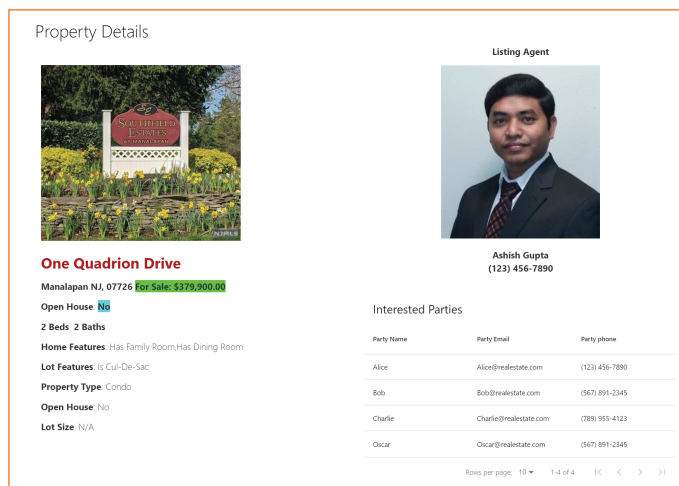 Property Details
SOUTHFIELD
ESTATES
AT MANALAPAN
NJMLS
One Quadrion Drive
Manalapan NJ, 07726 For Sale: $379,900.00
Open House: No
2 Beds 2 Baths
Home Features: Has Family Room,Has Dining Room
Lot Features: Is Cul-De-Sac
Property Type: Condo
Open House: No
Lot Size: N/A
Listing Agent
Ashish Gupta
(123) 456-7890
Interested Parties
Party Name Party Email Party phone
Alice Alice@realestate.com (123) 456-7890
Bob Bob@realestate.com (567) 891-2345
Charlie Charlie@realestate.com (789) 955-4123
Oscar Oscar@realestate.com (567) 891-2345
Rows per page: 10 1-4 of 4